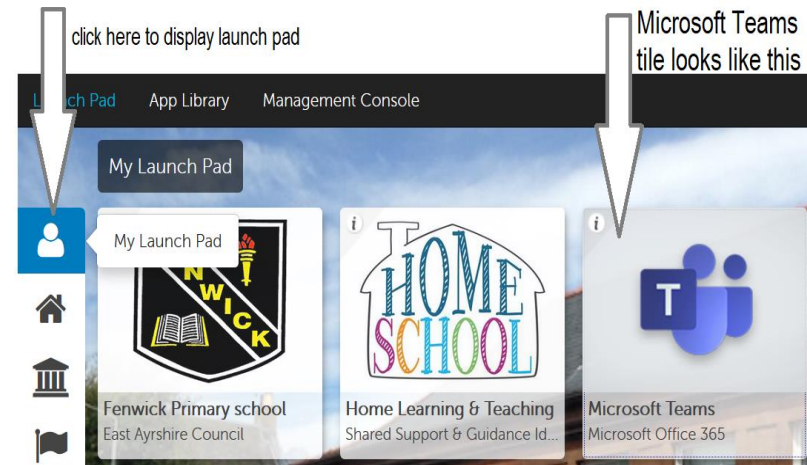 click here to display launch pad
Microsoft Teams
tile looks like this
Launch Pad App Library Management Console
My Launch Pad
My Launch Pad
NWICK
HOME
SCHOOL
T
Fenwick Primary school
East Ayrshire Council
Home Learning & Teaching
Shared Support & Guidance Id...
Microsoft Teams
Microsoft Office 365